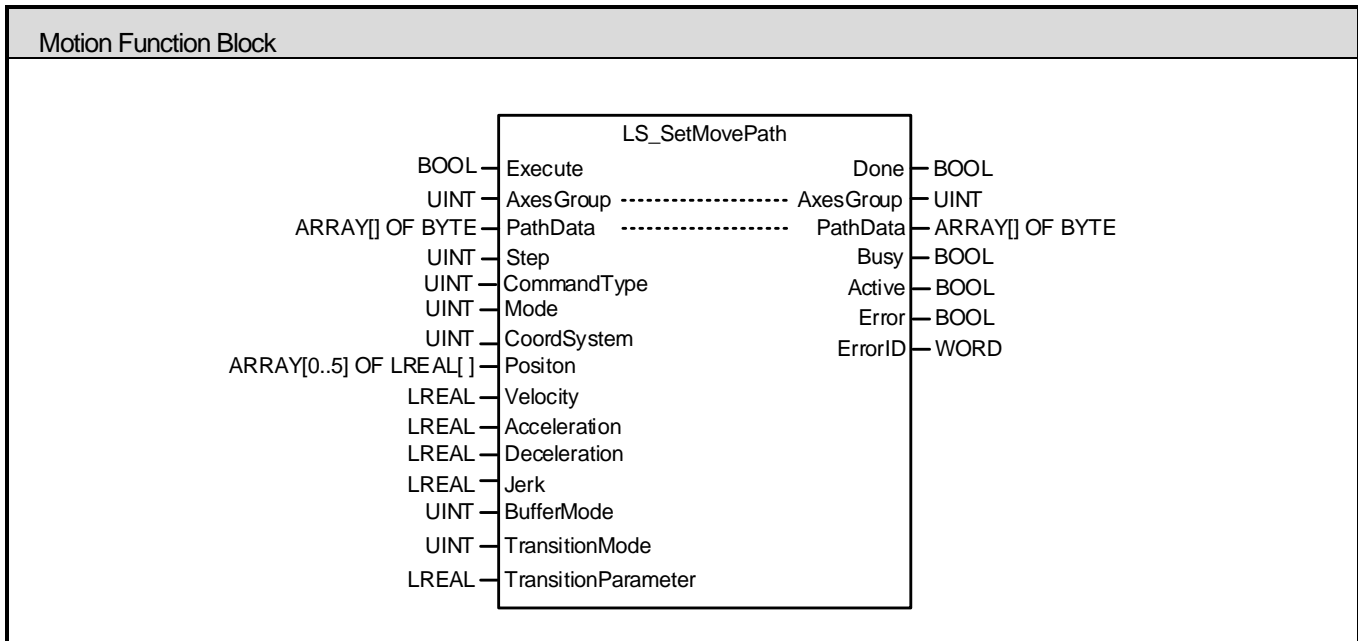 Motion Function Block
LS_SetMovePath
BOOL Execute Done BOOL
UINT AxesGroup AxesGroup UINT
ARRAY[] OF BYTE PathData PathData ARRAY[] OF BYTE
UINT Step Busy BOOL
UINT CommandType Active BOOL
UINT Mode Error BOOL
UINT CoordSystem ErrorID WORD
ARRAY[0..5] OF LREAL[ ] Positon
LREAL Velocity
LREAL Acceleration
LREAL Deceleration
LREAL Jerk
UINT BufferMode
UINT TransitionMode
LREAL TransitionParameter